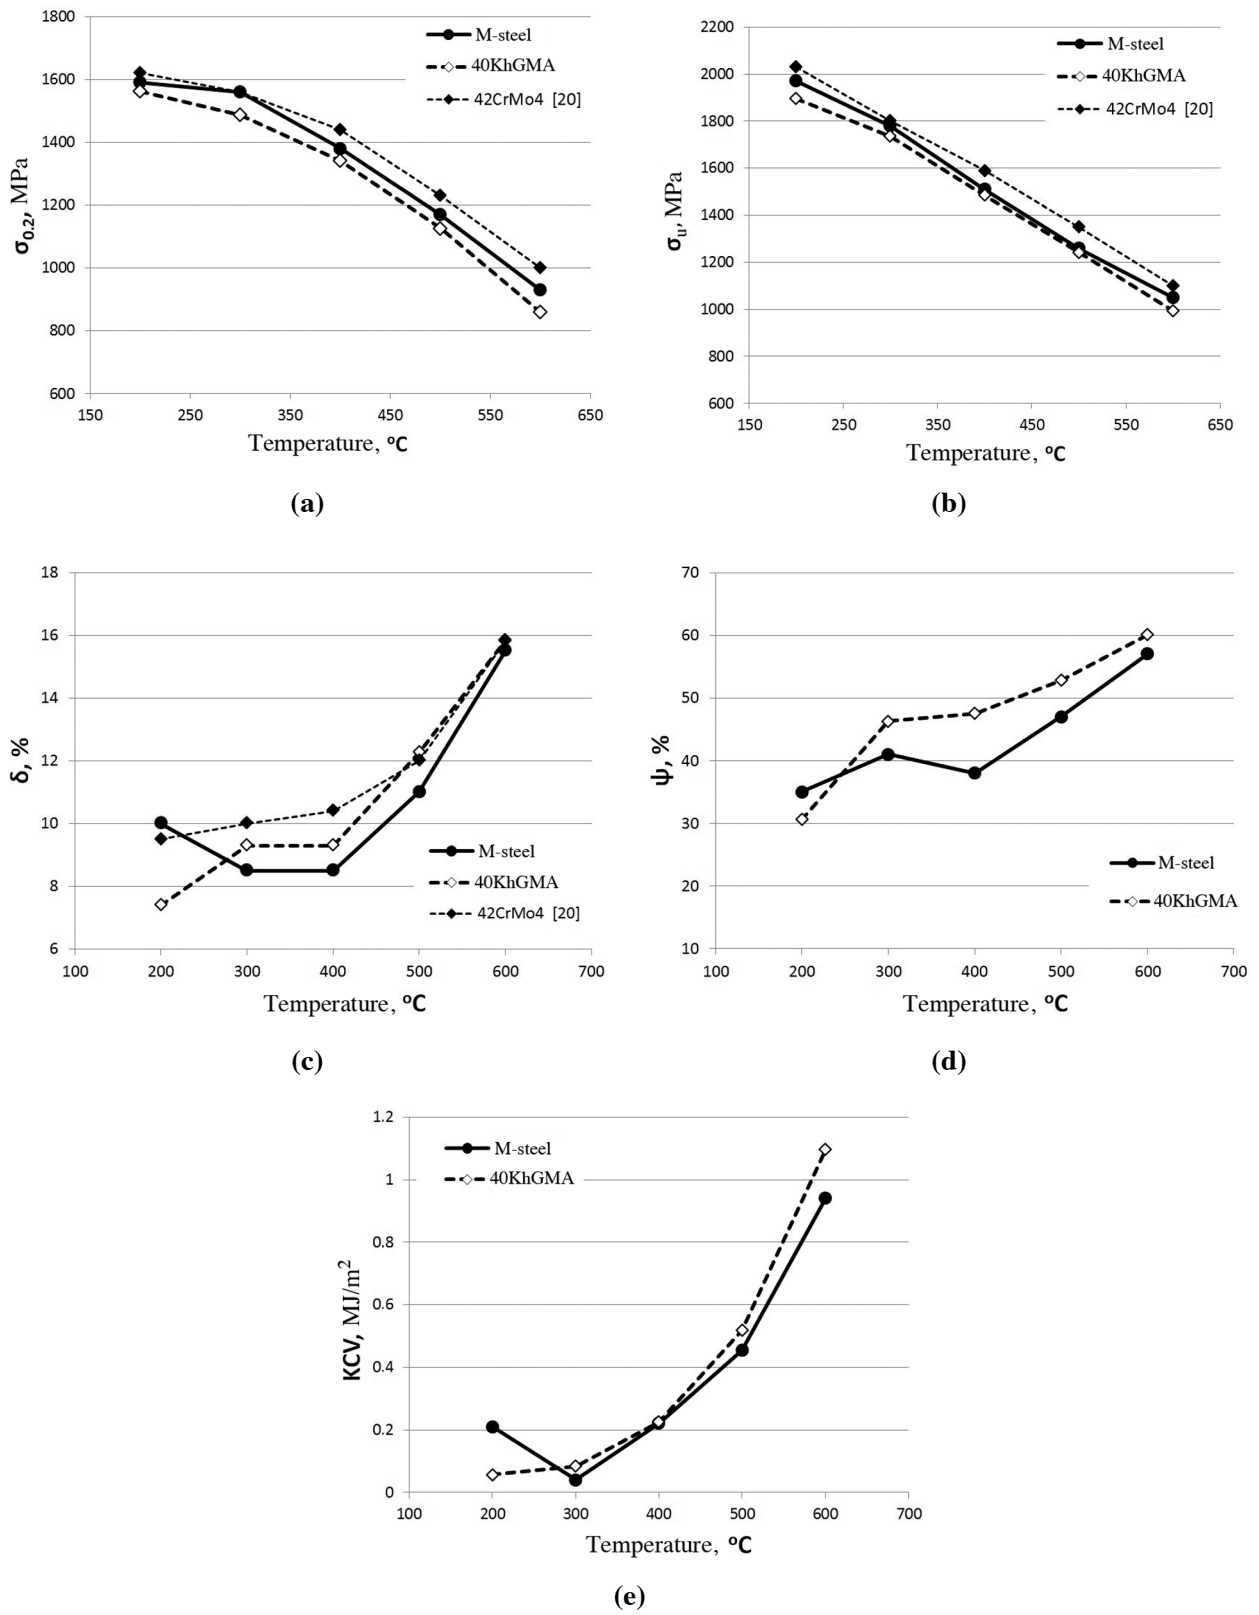 1800
1600
1400
1200
1000
800
600
σ0.2, MPa
M-steel
40KhGMA
42CrMo4 [20]
150 250 350 450 550 650
Temperature, °C
(a)
2200
2000
1800
1600
1400
1200
1000
800
600
σu, MPa
M-steel
40KhGMA
42CrMo4 [20]
150 250 350 450 550 650
Temperature, °C
(b)
18
16
14
12
10
8
6
δ, %
M-steel
40KhGMA
42CrMo4 [20]
100 200 300 400 500 600 700
Temperature, °C
(c)
70
60
50
40
30
20
10
ψ, %
M-steel
40KhGMA
100 200 300 400 500 600 700
Temperature, °C
(d)
1.2
1
0.8
0.6
0.4
0.2
0
KCV, MJ/m²
M-steel
40KhGMA
100 200 300 400 500 600 700
Temperature, °C
(e)